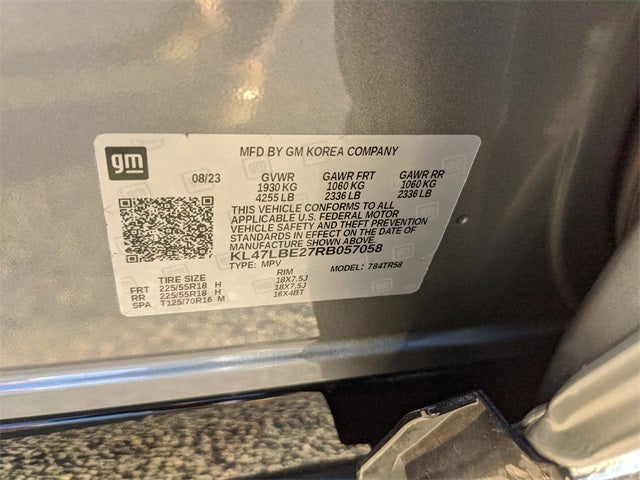 gm
MFD BY GM KOREA COMPANY
08/23 GVWR GAWR FRT GAWR RR
1930 KG 1060 KG 1060 KG
4255 LB 2336 LB 2336 LB
THIS VEHICLE CONFORMS TO ALL
APPLICABLE U.S. FEDERAL MOTOR
VEHICLE SAFETY AND THEFT PREVENTION
STANDARDS IN EFFECT ON THE DATE OF
MANUFACTURE SHOWN ABOVE.
KL47LBE27RB057058
TYPE: MPV MODEL: 784TR58
TIRE SIZE RIM
FRT 225/55R18 H 18X7.5J
RR 225/55R18 H 18X7.5J
SPA T125/70R16 M 16X4BT